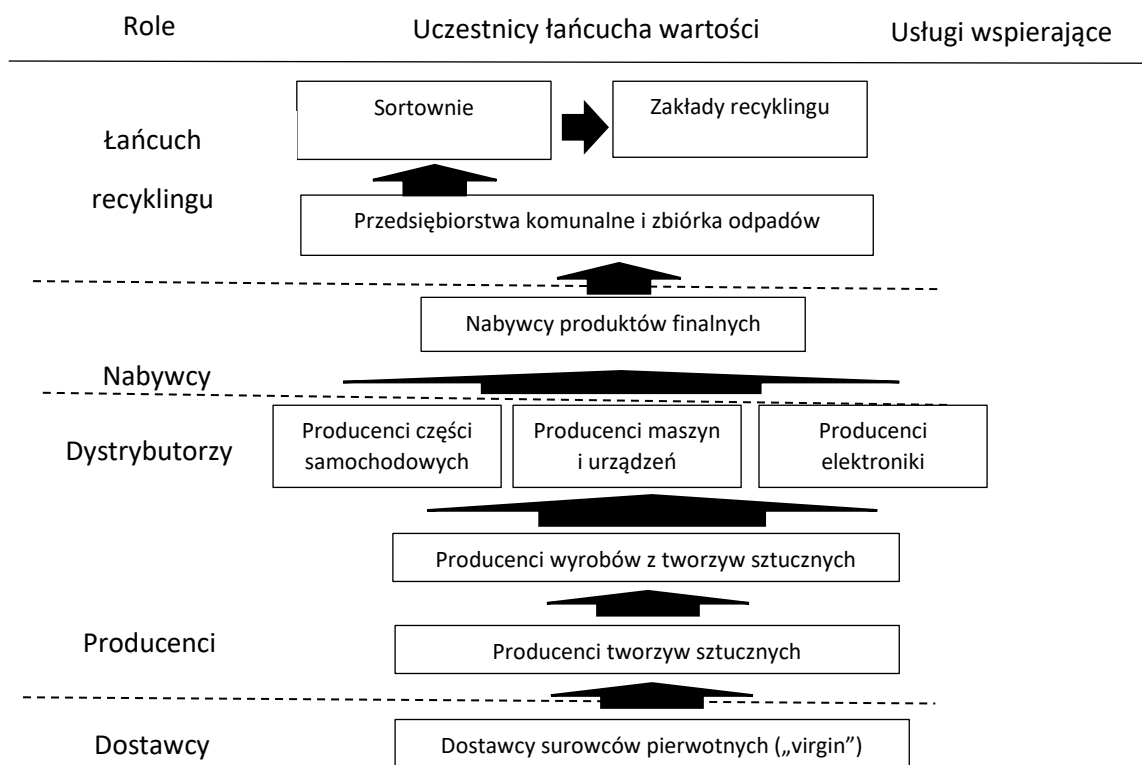 Role
Uczestnicy łańcucha wartości
Usługi wspierające
Łańcuch
recyklingu
Sortownie
Zakłady recyklingu
Przedsiębiorstwa komunalne i zbiórka odpadów
Nabywcy produktów finalnych
Nabywcy
Dystrybutorzy
Producenci części
samochodowych
Producenci maszyn
i urządzeń
Producenci
elektroniki
Producenci wyrobów z tworzyw sztucznych
Producenci
Producenci tworzyw sztucznych
Dostawcy
Dostawcy surowców pierwotnych („virgin”)